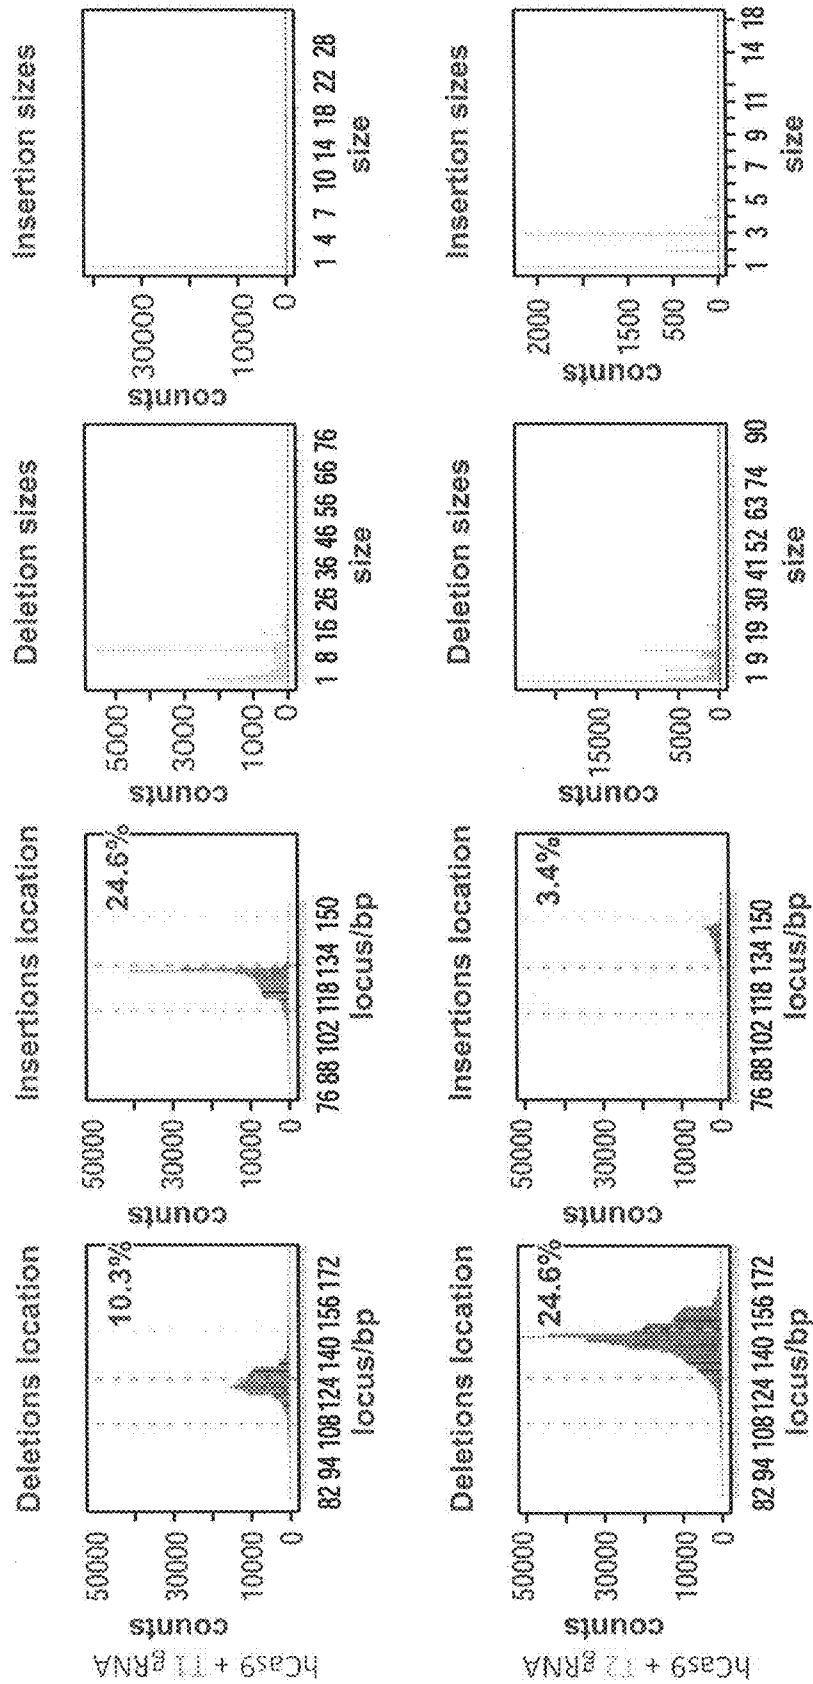 hCas9 + T1 gRNA
Deletions location
counts
50000
30000
10000
0
10.3%
82 94 108 124 140 156 172
locus/bp
Insertions location
counts
50000
30000
10000
0
24.6%
76 88 102 118 134 150
locus/bp
Deletion sizes
counts
5000
3000
1000
0
1 8 16 26 36 46 56 66 76
size
Insertion sizes
counts
30000
10000
0
1 4 7 10 14 18 22 28
size
hCas9 + T2 gRNA
Deletions location
counts
50000
30000
10000
0
24.6%
82 94 108 124 140 156 172
locus/bp
Insertions location
counts
50000
30000
10000
0
3.4%
76 88 102 118 134 150
locus/bp
Deletion sizes
counts
15000
5000
0
1 9 19 30 41 52 63 74 90
size
Insertion sizes
counts
2000
1500
500
0
1 3 5 7 9 11 14 18
size